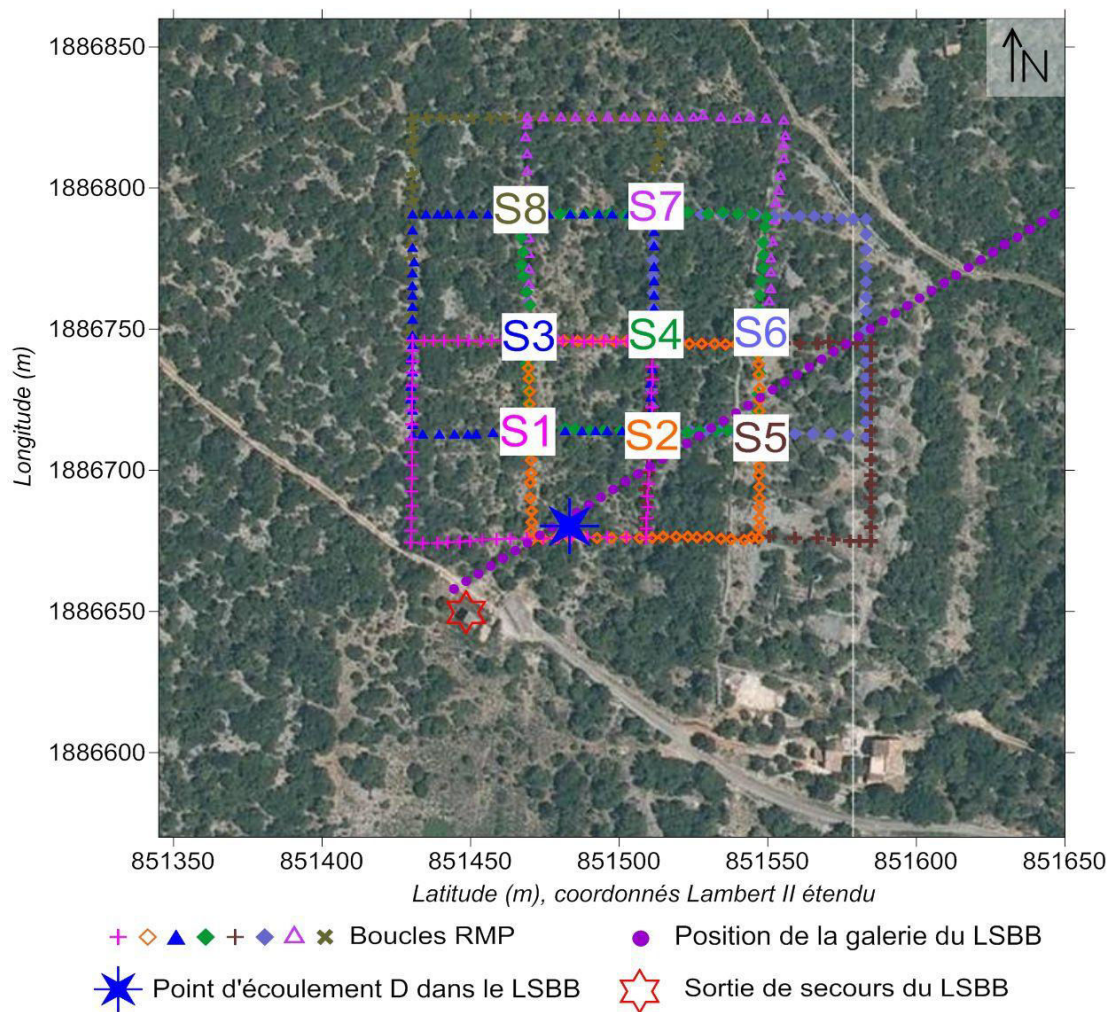 1886850
N
1886800
S8
S7
1886750
S3
S4
S6
S1
S2
S5
Longitude (m)
1886700
1886650
1886600
851350
851400
851450
851500
851550
851600
851650
Latitude (m), coordonnés Lambert II étendu
Boucles RMP
Position de la galerie du LSBB
Point d'écoulement D dans le LSBB
Sortie de secours du LSBB